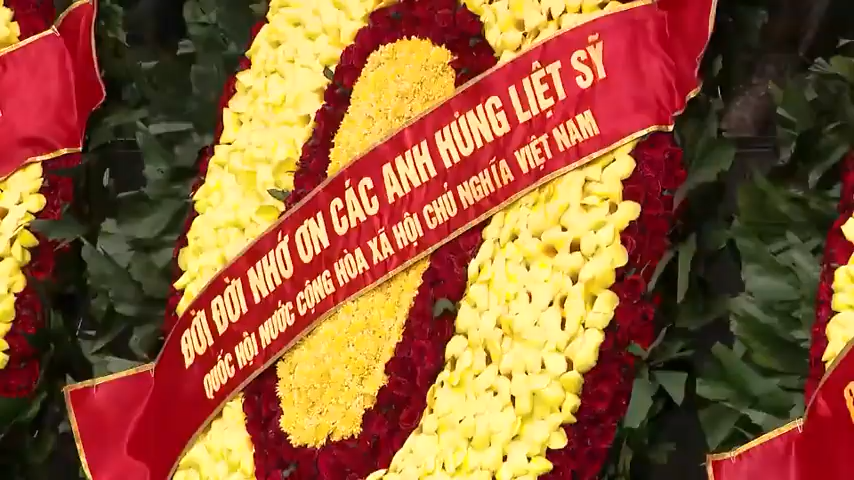 ĐỜI ĐỜI NHỚ ƠN CÁC ANH HÙNG LIỆT SỸ
QUỐC HỘI NƯỚC CỘNG HÒA XÃ HỘI CHỦ NGHĨA VIỆT NAM